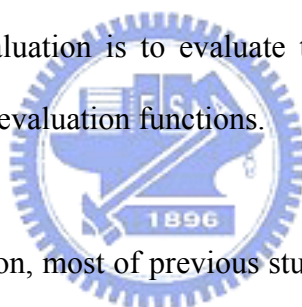 aluation is to evaluate t
evaluation functions.
1896
on, most of previous stu